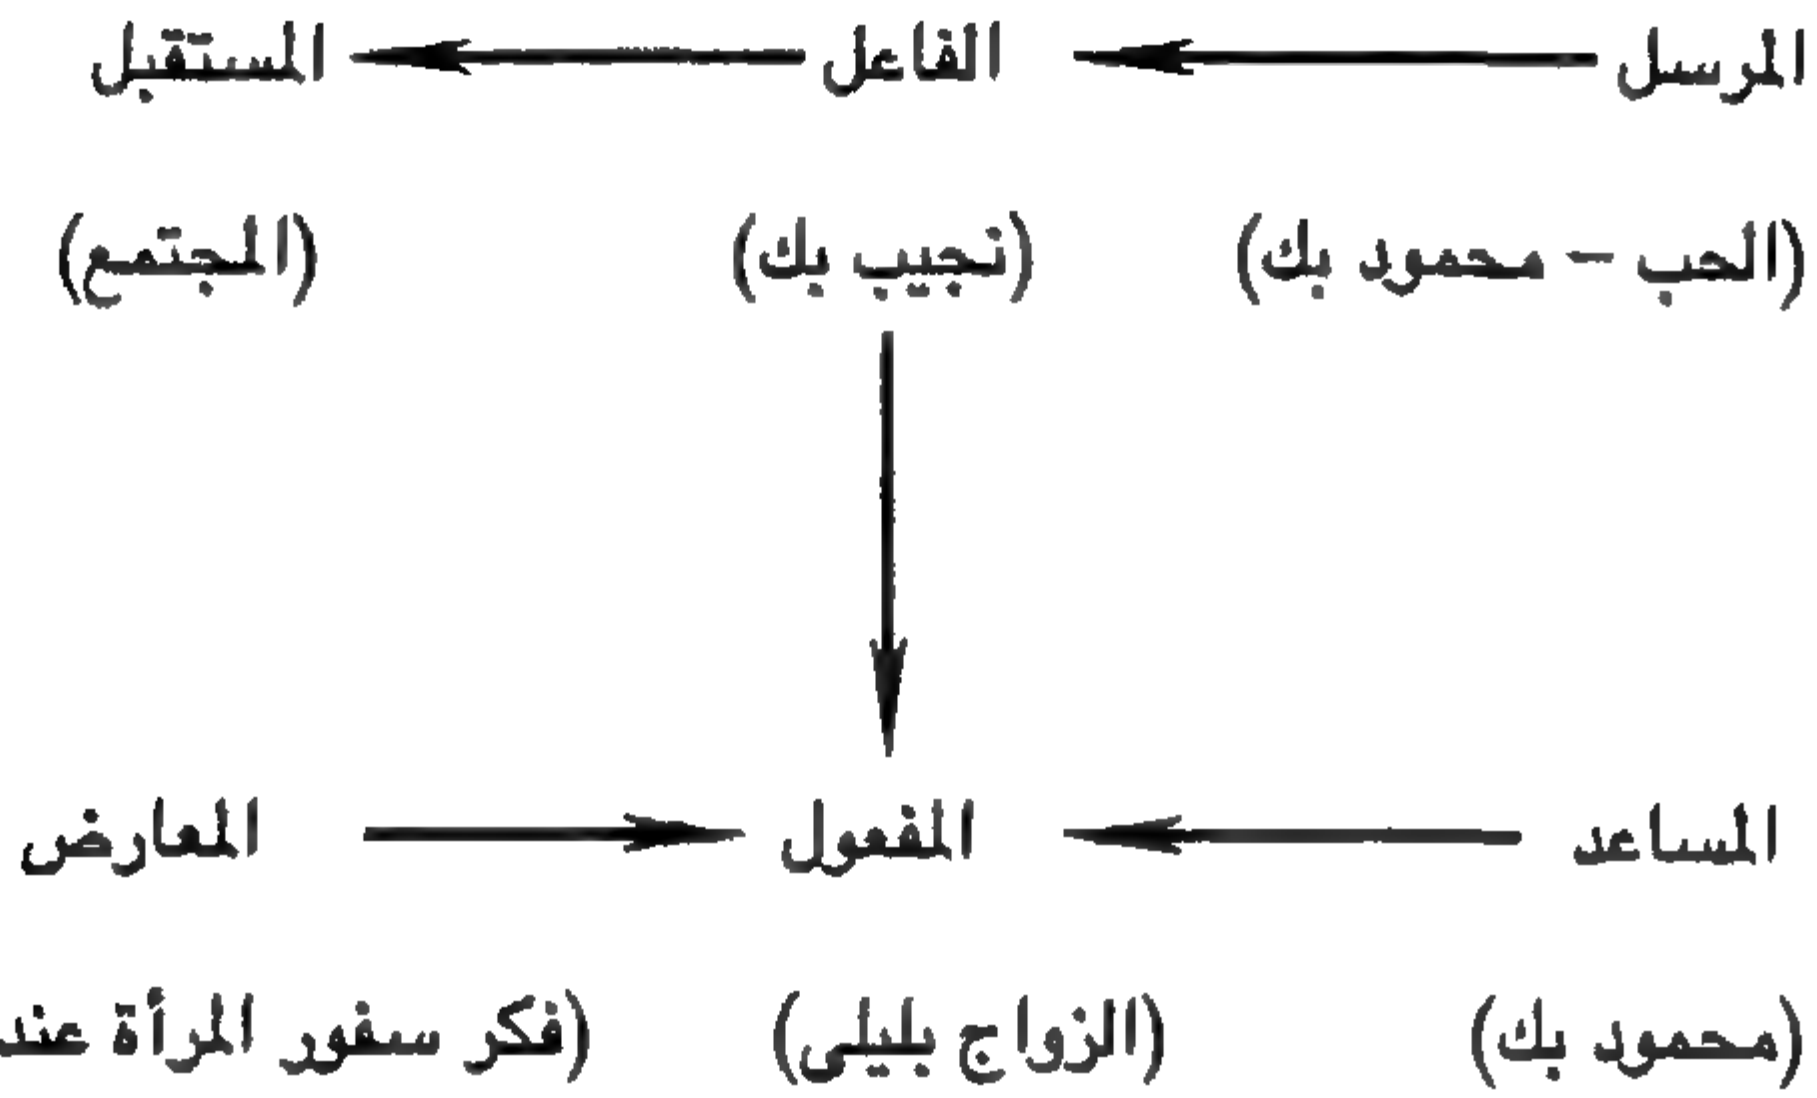 المرسل الفاعل المستقبل
(الحب – محمود بك) (نجيب بك) (المجتمع)
المساعد المفعول المعارض
(محمود بك) (الزواج بليلى) (فكر سفور المرأة عند